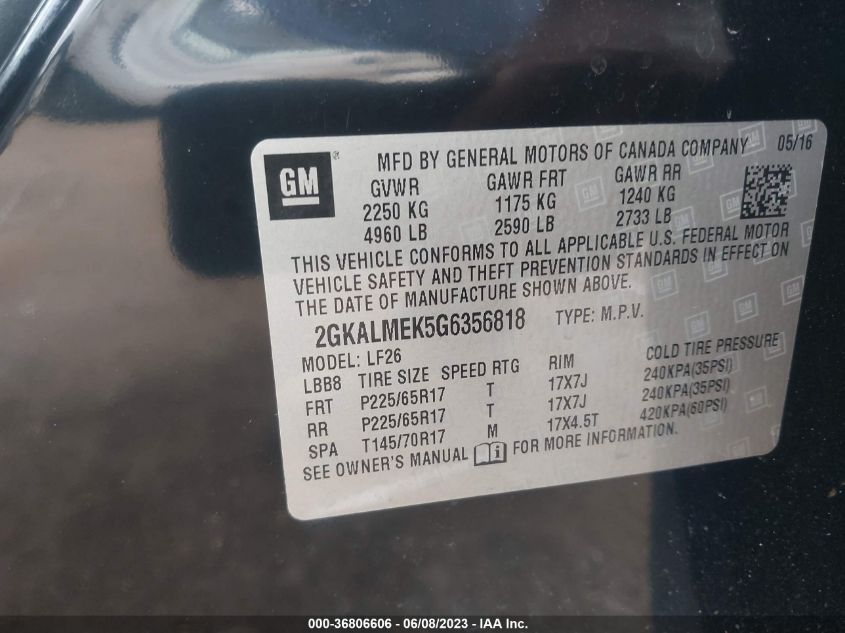 GM ® MFD BY GENERAL MOTORS OF CANADA COMPANY 05/16
GVWR GAWR FRT GAWR RR
2250 KG 1175 KG 1240 KG
4960 LB 2590 LB 2733 LB
THIS VEHICLE CONFORMS TO ALL APPLICABLE U.S. FEDERAL MOTOR
VEHICLE SAFETY AND THEFT PREVENTION STANDARDS IN EFFECT ON
THE DATE OF MANUFACTURE SHOWN ABOVE.
2GKALMEK5G6356818 TYPE: M.P.V.
MODEL: LF26
LBB8 TIRE SIZE SPEED RTG RIM COLD TIRE PRESSURE
FRT P225/65R17 T 17X7J 240KPA(35PSI)
RR P225/65R17 T 17X7J 240KPA(35PSI)
SPA T145/70R17 M 17X4.5T 420KPA(60PSI)
SEE OWNER'S MANUAL FOR MORE INFORMATION.
000-36806606 - 06/08/2023 - IAA Inc.